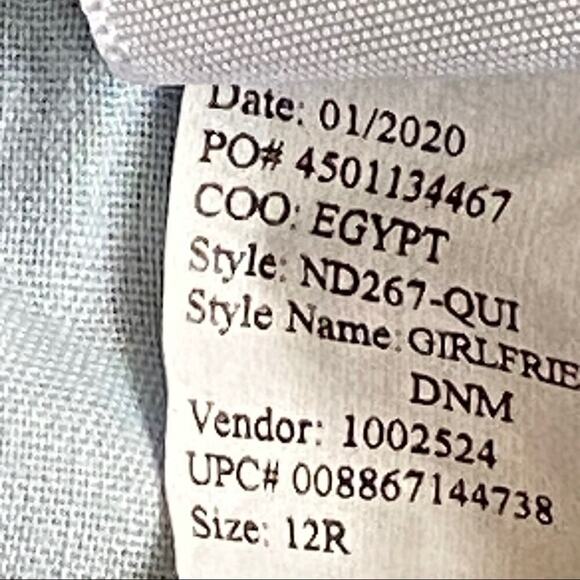 Date: 01/2020
PO# 4501134467
COO: EGYPT
Style: ND267-QUI
Style Name: GIRLFRIE
DNM
Vendor: 1002524
UPC# 008867144738
Size: 12R